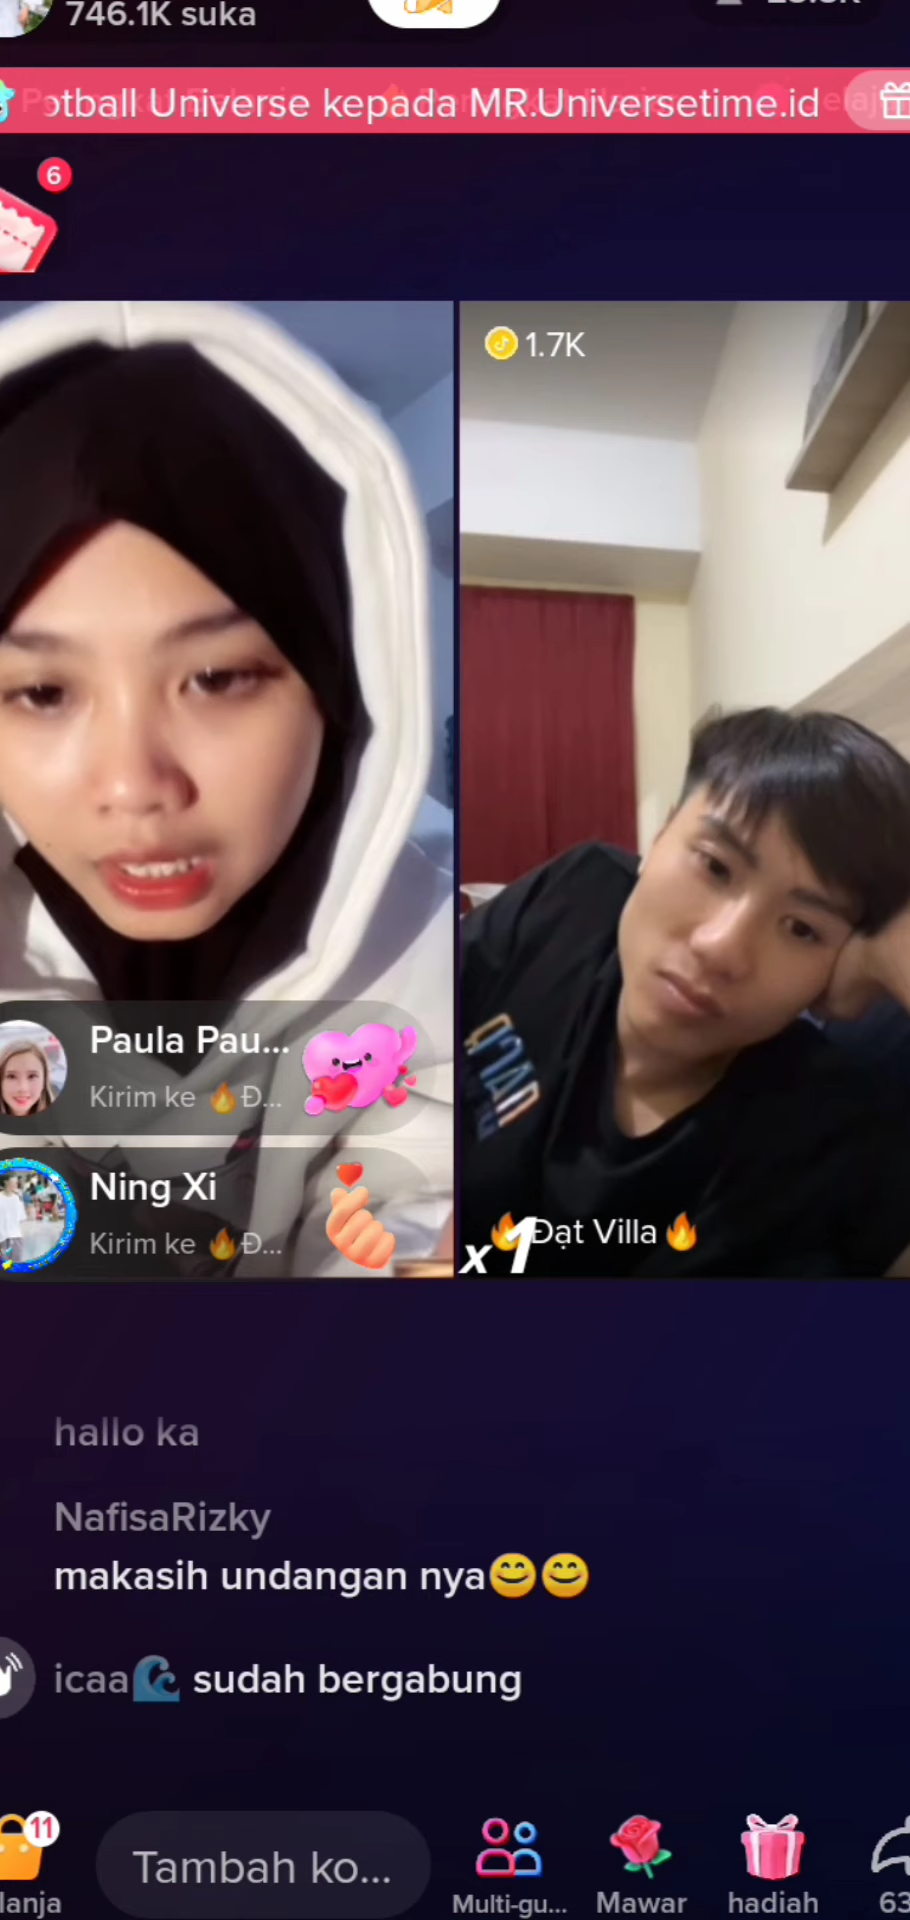 746.1K suka
otball Universe kepada MR.Universetime.id
6
1.7K
Paula Pau...
Kirim ke 🔥Đ...
Ning Xi
Kirim ke 🔥Đ...
x1
🔥Đạt Villa🔥
hallo ka
NafisaRizky
makasih undangan nya😄😄
icaa🌊 sudah bergabung
11
lanja
Tambah ko...
Multi-gu...
Mawar
hadiah
63